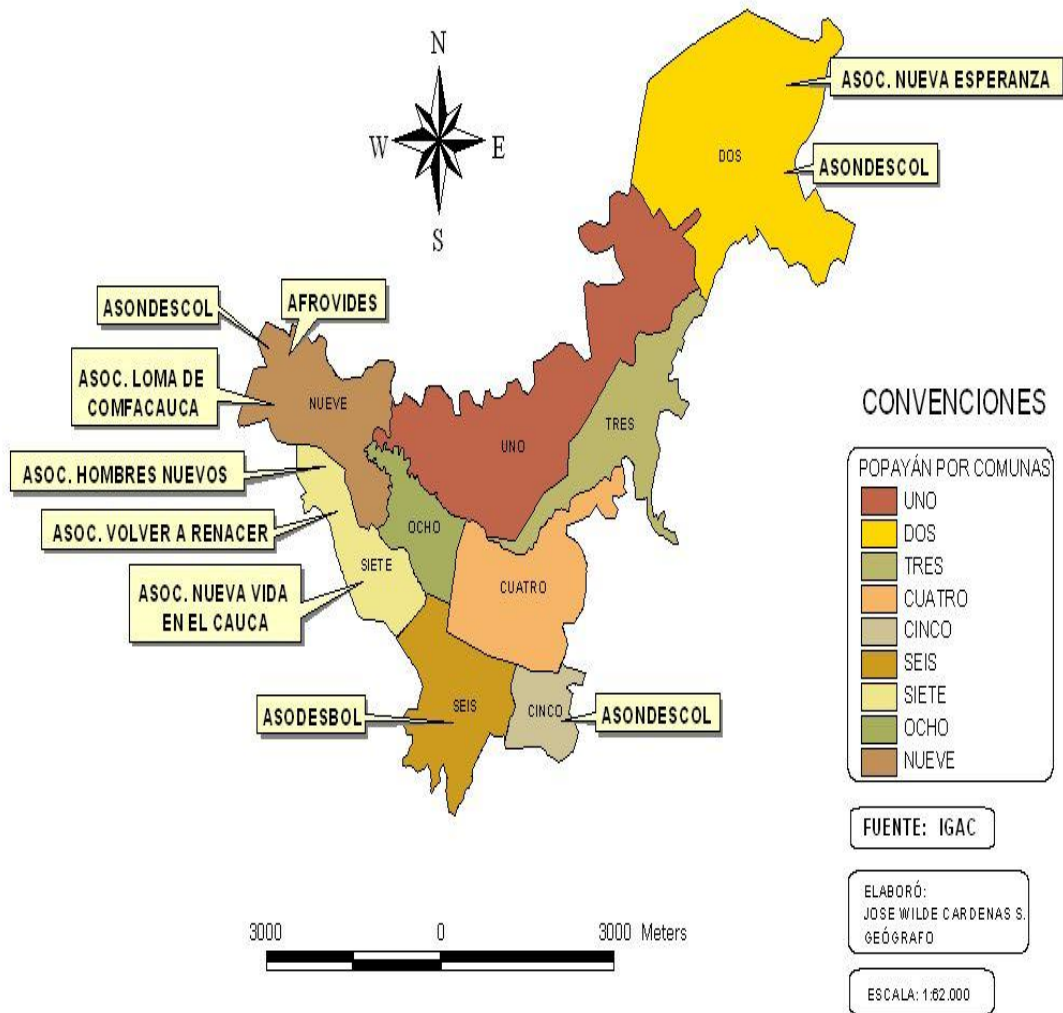 N
W E
S
ASOC. NUEVA ESPERANZA
DOS
ASONDESCOL
ASONDESCOL
AFROVIDES
ASOC. LOMA DE
COMFACAUCA
NUEVE
ASOC. HOMBRES NUEVOS
ASOC. VOLVER A RENACER
ASOC. NUEVA VIDA
EN EL CAUCA
UNO
TRES
OCHO
SIETE
CUATRO
ASODESBOL
SEIS
CINCO
ASONDESCOL
CONVENCIONES
POPAYÁN POR COMUNAS
UNO
DOS
TRES
CUATRO
CINCO
SEIS
SIETE
OCHO
NUEVE
FUENTE: IGAC
ELABORÓ:
JOSE WILDE CARDENAS S.
GEÓGRAFO
ESCALA: 1:62.000
3000 0 3000 Meters